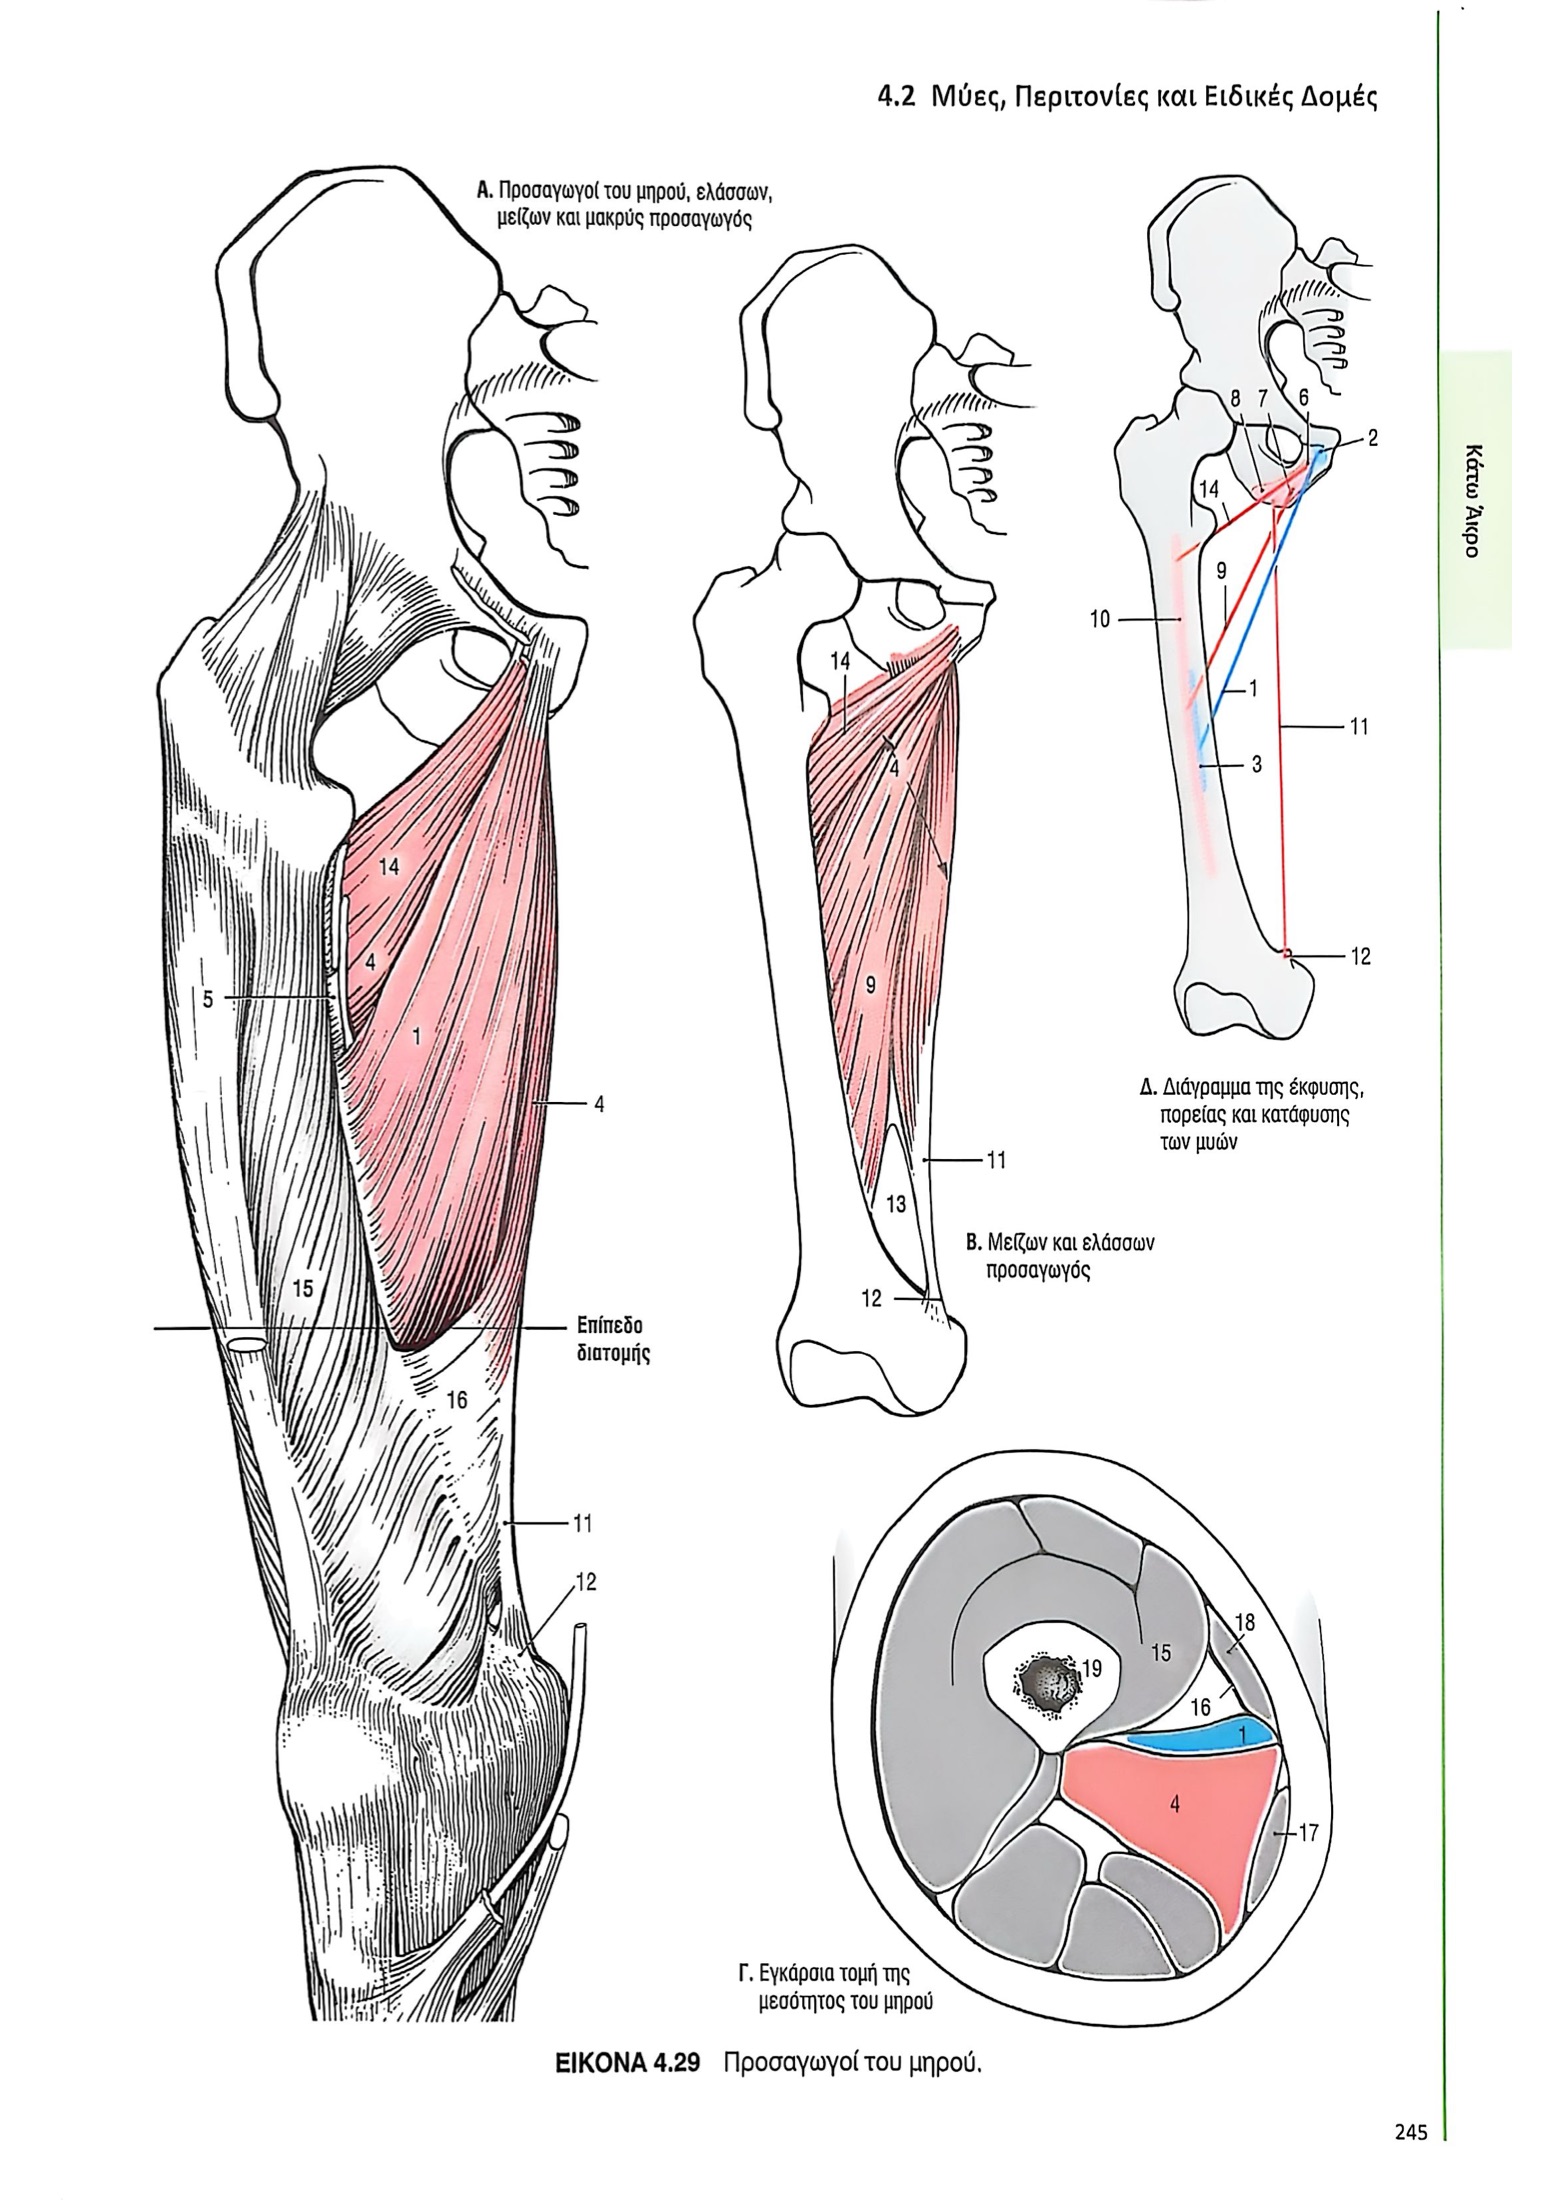 4.2 Μύες, Περιτονίες και Ειδικές Δομές
Α. Προσαγωγοί του μηρού, ελάσσων,
μείζων και μακρύς προσαγωγός
8 7 6
2
14
9
10
1
11
3
12
Δ. Διάγραμμα της έκφυσης,
πορείας και κατάφυσης
των μυών
Κάτω Άκρο
14
4
9
11
13
12
Β. Μείζων και ελάσσων
προσαγωγός
14
4
5
1
4
15
Επίπεδο
διατομής
16
11
12
18
15
19
16
1
4
17
Γ. Εγκάρσια τομή της
μεσότητος του μηρού
ΕΙΚΟΝΑ 4.29 Προσαγωγοί του μηρού.
245